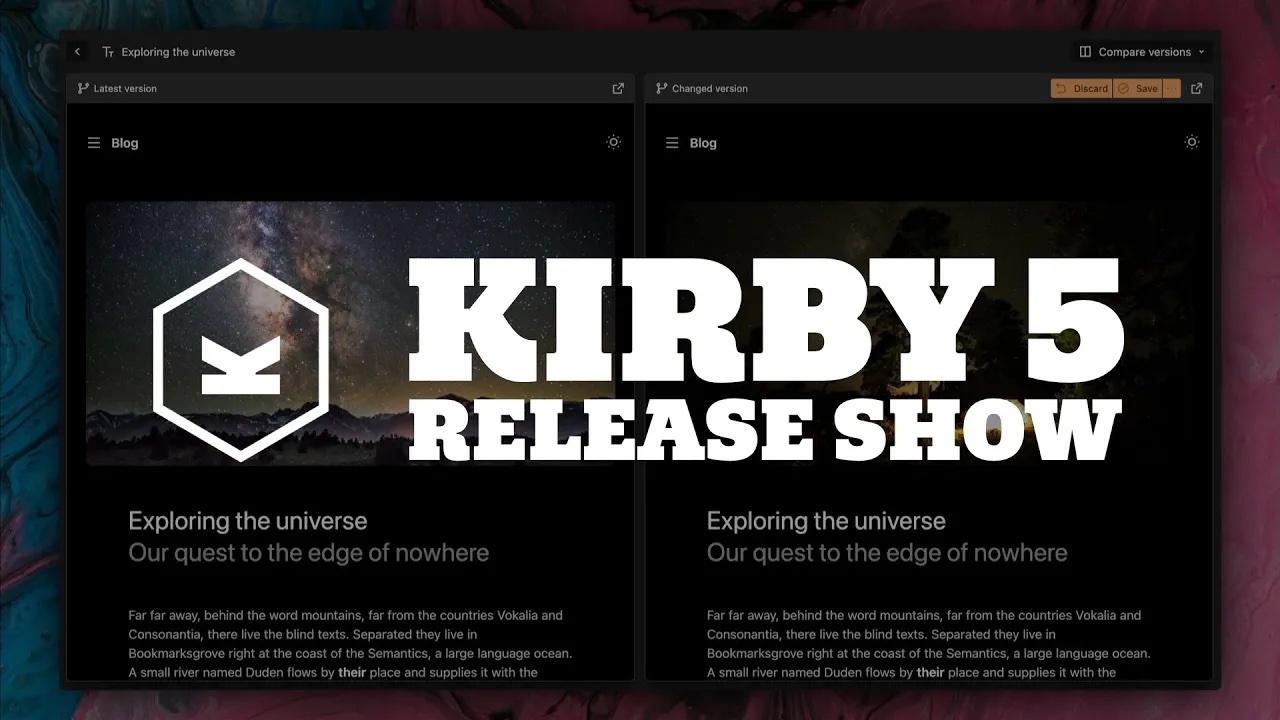 Exploring the universe
Compare versions
Latest version
Changed version
Discard
Save
Blog
Blog
KIRBY 5
RELEASE SHOW
Exploring the universe
Our quest to the edge of nowhere
Far far away, behind the word mountains, far from the countries Vokalia and
Consonantia, there live the blind texts. Separated they live in
Bookmarksgrove right at the coast of the Semantics, a large language ocean.
A small river named Duden flows by their place and supplies it with the
Exploring the universe
Our quest to the edge of nowhere
Far far away, behind the word mountains, far from the countries Vokalia and
Consonantia, there live the blind texts. Separated they live in
Bookmarksgrove right at the coast of the Semantics, a large language ocean.
A small river named Duden flows by their place and supplies it with the